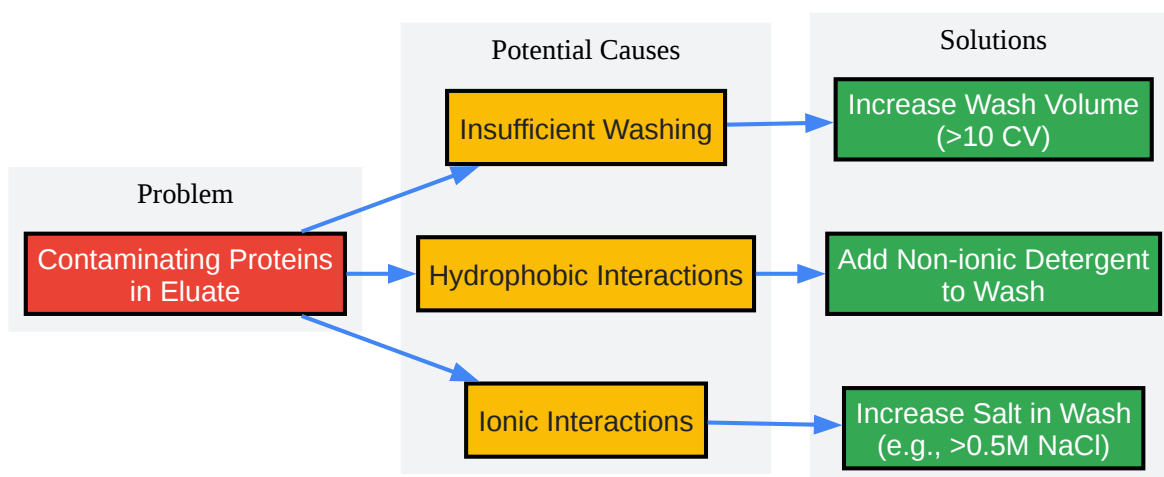 Problem
Contaminating Proteins
in Eluate
Potential Causes
Insufficient Washing
Hydrophobic Interactions
Ionic Interactions
Solutions
Increase Wash Volume
(>10 CV)
Add Non-ionic Detergent
to Wash
Increase Salt in Wash
(e.g., >0.5M NaCl)